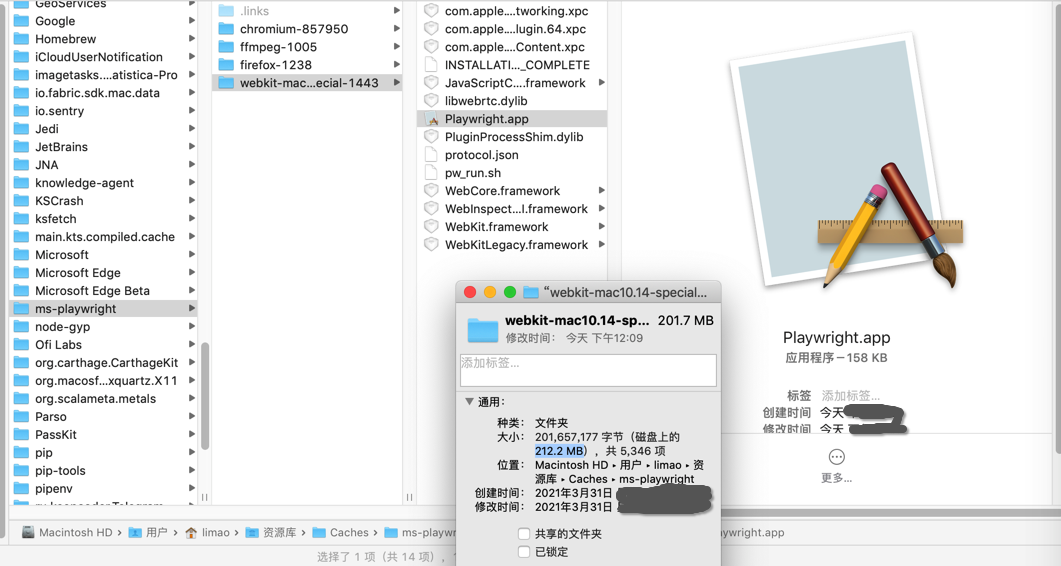 GeoServices
Google
Homebrew
iCloudUserNotification
imagetasks....atistica-Pro
io.fabric.sdk.mac.data
io.sentry
Jedi
JetBrains
JNA
knowledge-agent
KSCrash
ksfetch
main.kts.compiled.cache
Microsoft
Microsoft Edge
Microsoft Edge Beta
ms-playwright
node-gyp
Ofi Labs
org.carthage.CarthageKit
org.macosf...xquartz.X11
org.scalameta.metals
Parso
PassKit
pip
pip-tools
pipenv
.links
chromium-857950
ffmpeg-1005
firefox-1238
webkit-mac...ecial-1443
com.apple....tworking.xpc
com.apple....lugin.64.xpc
com.apple....Content.xpc
INSTALLATI..._COMPLETE
JavaScriptC....framework
libwebrtc.dylib
Playwright.app
PluginProcessShim.dylib
protocol.json
pw_run.sh
WebCore.framework
WebInspect...l.framework
WebKit.framework
WebKitLegacy.framework
Playwright.app
应用程序 – 158 KB
标签 添加标签...
创建时间 今天
修改时间 今天
更多...
“webkit-mac10.14-special...
webkit-mac10.14-sp... 201.7 MB
修改时间: 今天 下午12:09
添加标签...
通用:
种类: 文件夹
大小: 201,657,177 字节（磁盘上的
212.2 MB），共 5,346 项
位置: Macintosh HD ▸ 用户 ▸ limao ▸ 资
源库 ▸ Caches ▸ ms-playwright
创建时间: 2021年3月31日
修改时间: 2021年3月31日
共享的文件夹
已锁定
Macintosh HD › 用户 › limao › 资源库 › Caches › ms-playwr
aywright.app
选择了 1 项（共 14 项），